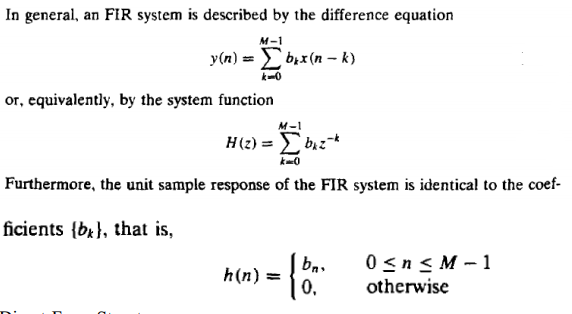 In general, an FIR system is described by the difference equation
y(n) = \sum_{k=0}^{M-1} b_k x(n - k)
or, equivalently, by the system function
H(z) = \sum_{k=0}^{M-1} b_k z^{-k}
Furthermore, the unit sample response of the FIR system is identical to the coef-
ficients {b_k}, that is,
h(n) = { b_n, 0 ≤ n ≤ M - 1
0, otherwise